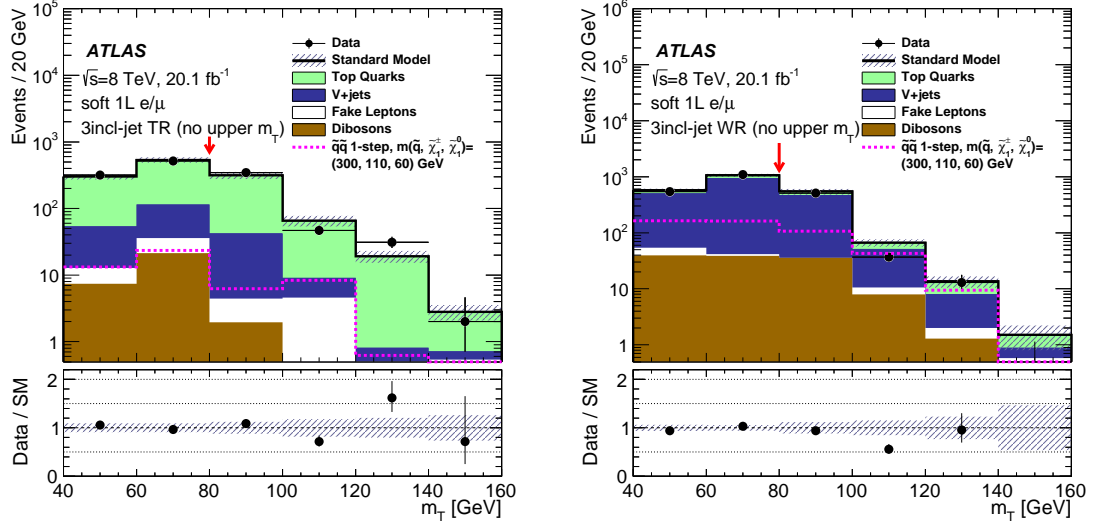 Events / 20 GeV
10^5
10^4
10^3
10^2
10
1
ATLAS
√s=8 TeV, 20.1 fb^-1
soft 1L e/μ
3incl-jet TR (no upper m_T)
Data
Standard Model
Top Quarks
V+jets
Fake Leptons
Dibosons
q̃q̃ 1-step, m(q̃, χ̃₁^±, χ̃₁^0)=
(300, 110, 60) GeV
Data / SM
2
1
0
40 60 80 100 120 140 160
m_T [GeV]
Events / 20 GeV
10^6
10^5
10^4
10^3
10^2
10
1
ATLAS
√s=8 TeV, 20.1 fb^-1
soft 1L e/μ
3incl-jet WR (no upper m_T)
Data
Standard Model
Top Quarks
V+jets
Fake Leptons
Dibosons
q̃q̃ 1-step, m(q̃, χ̃₁^±, χ̃₁^0)=
(300, 110, 60) GeV
Data / SM
2
1
0
40 60 80 100 120 140 160
m_T [GeV]